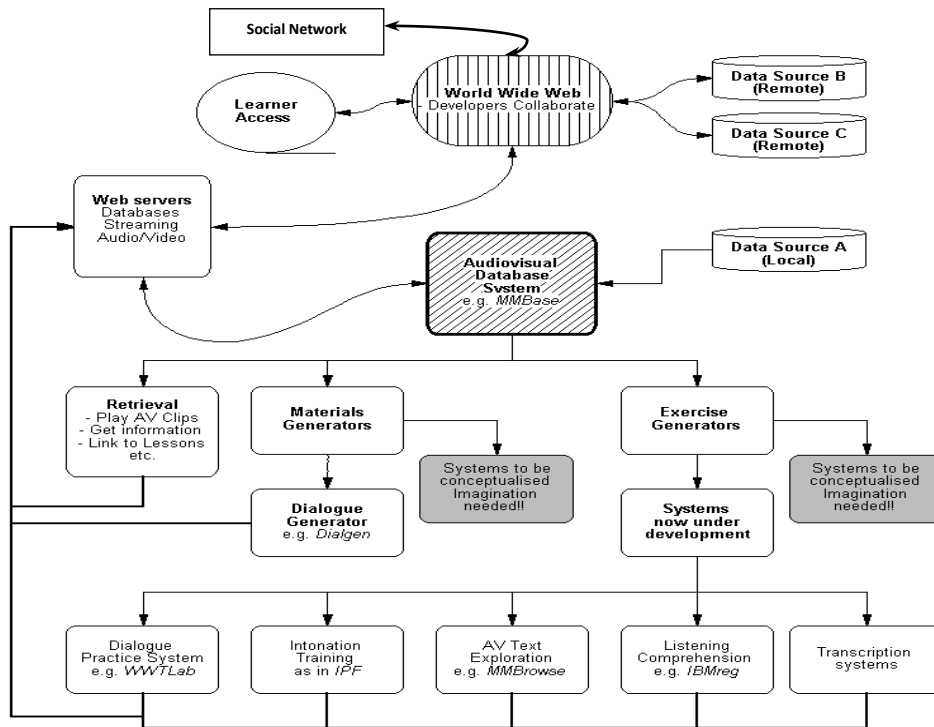 Social Network
World Wide Web
- Developers Collaborate
Learner
Access
Data Source B
(Remote)
Data Source C
(Remote)
Web servers
Databases
Streaming
Audio/Video
Audiovisual
Database
System
e.g. MMBase
Data Source A
(Local)
Retrieval
- Play AV Clips
- Get information
- Link to Lessons
etc.
Materials
Generators
Exercise
Generators
Systems to be
conceptualised
Imagination
needed!!
Systems to be
conceptualised
Imagination
needed!!
Dialogue
Generator
e.g. Dialgen
Systems
now under
development
Dialogue
Practice System
e.g. WWTLab
Intonation
Training
as in IPF
AV Text
Exploration
e.g. MMBrowse
Listening
Comprehension
e.g. IBMreg
Transcription
systems